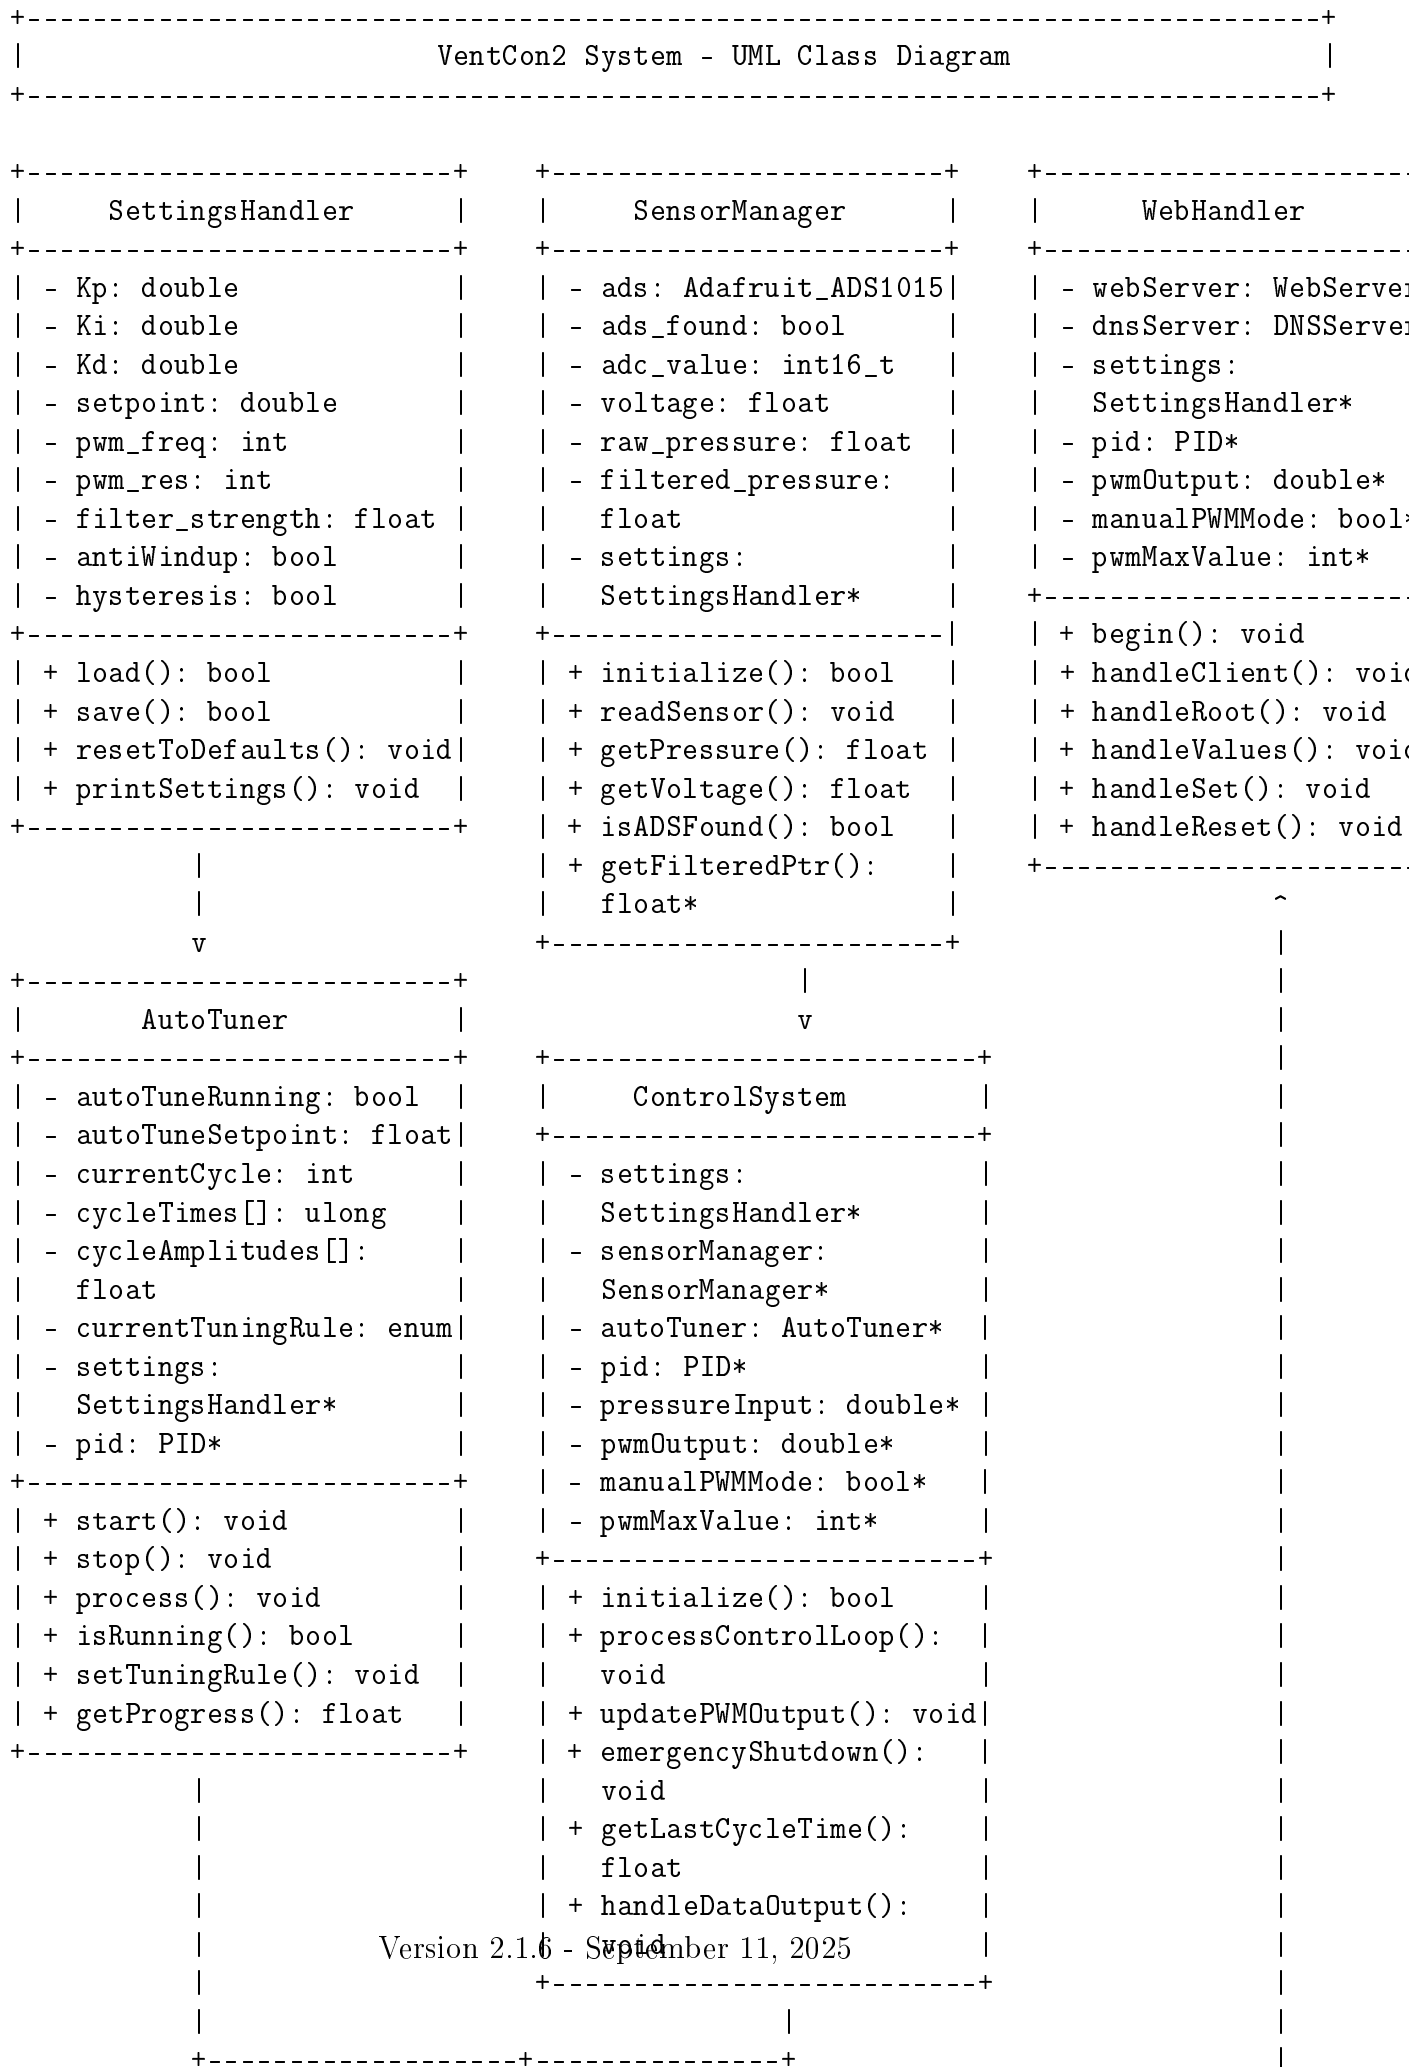 +-------------------------------------------------------------------------------+
|                         VentCon2 System - UML Class Diagram                   |
+-------------------------------------------------------------------------------+

+--------------------------+    +------------------------+    +-----------------------
|     SettingsHandler      |    |     SensorManager      |    |      WebHandler
+--------------------------+    +------------------------+    +-----------------------
| - Kp: double             |    | - ads: Adafruit_ADS1015|    | - webServer: WebServer
| - Ki: double             |    | - ads_found: bool      |    | - dnsServer: DNSServer
| - Kd: double             |    | - adc_value: int16_t   |    | - settings:
| - setpoint: double       |    | - voltage: float       |    |   SettingsHandler*
| - pwm_freq: int          |    | - raw_pressure: float  |    | - pid: PID*
| - pwm_res: int           |    | - filtered_pressure:   |    | - pwmOutput: double*
| - filter_strength: float |    |   float                |    | - manualPWMMode: bool*
| - antiWindup: bool       |    | - settings:            |    | - pwmMaxValue: int*
| - hysteresis: bool       |    |   SettingsHandler*     |    +-----------------------
+--------------------------+    +------------------------|    | + begin(): void
| + load(): bool           |    | + initialize(): bool   |    | + handleClient(): void
| + save(): bool           |    | + readSensor(): void   |    | + handleRoot(): void
| + resetToDefaults(): void|    | + getPressure(): float |    | + handleValues(): void
| + printSettings(): void  |    | + getVoltage(): float  |    | + handleSet(): void
+--------------------------+    | + isADSFound(): bool   |    | + handleReset(): void
           |                    | + getFilteredPtr():    |    +-----------------------
           |                    |   float*               |                   ^
           v                    +------------------------+                   |
+--------------------------+                    |                            |
|       AutoTuner          |                    v                            |
+--------------------------+    +--------------------------+                 |
| - autoTuneRunning: bool  |    |     ControlSystem        |                 |
| - autoTuneSetpoint: float|    +--------------------------+                 |
| - currentCycle: int      |    | - settings:              |                 |
| - cycleTimes[]: ulong    |    |   SettingsHandler*       |                 |
| - cycleAmplitudes[]:     |    | - sensorManager:         |                 |
|   float                  |    |   SensorManager*         |                 |
| - currentTuningRule: enum|    | - autoTuner: AutoTuner*  |                 |
| - settings:              |    | - pid: PID*              |                 |
|   SettingsHandler*       |    | - pressureInput: double* |                 |
| - pid: PID*              |    | - pwmOutput: double*     |                 |
+--------------------------+    | - manualPWMMode: bool*   |                 |
| + start(): void          |    | - pwmMaxValue: int*      |                 |
| + stop(): void           |    +--------------------------+                 |
| + process(): void        |    | + initialize(): bool     |                 |
| + isRunning(): bool      |    | + processControlLoop():  |                 |
| + setTuningRule(): void  |    |   void                   |                 |
| + getProgress(): float   |    | + updatePWMOutput(): void|                 |
+--------------------------+    | + emergencyShutdown():   |                 |
           |                    |   void                   |                 |
           |                    | + getLastCycleTime():    |                 |
           |                    |   float                  |                 |
           |                    | + handleDataOutput():    |                 |
           |                    |   void                   |                 |
Version 2.1.6 - September 11, 2025
           |                    +--------------------------+                 |
           |                                   |                             |
           +-------------------+---------------+                             |